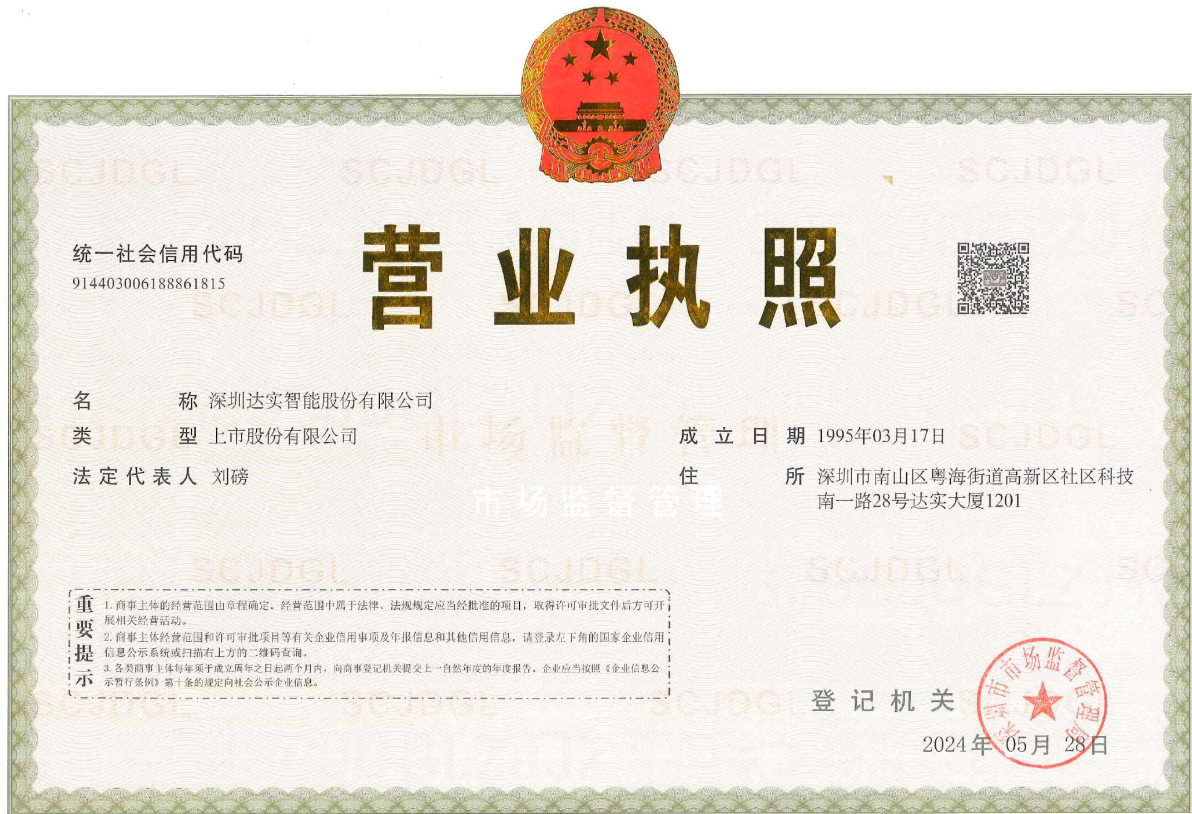 统一社会信用代码
914403006188861815
营业执照
名称 深圳达实智能股份有限公司
类型 上市股份有限公司
法定代表人 刘磅
成立日期 1995年03月17日
住所 深圳市南山区粤海街道高新区社区科技
南一路28号达实大厦1201
重要提示
1.商事主体的经营范围由章程确定。经营范围中属于法律、法规规定应当经批准的项目，取得许可审批文件后方可开
展相关经营活动。
2.商事主体经营范围和许可审批项目等有关企业信用事项及年报信息和其他信用信息，请登录左下角的国家企业信用
信息公示系统或扫描右上方的二维码查询。
3.各类商事主体每年须于成立周年之日起两个月内，向商事登记机关提交上一自然年度的年度报告。企业应当按照《企业信息公
示暂行条例》第十条的规定向社会公示企业信息。
登记机关
深圳市市场监督管理局
2024年05月28日
SCJDGL
市场监督管理